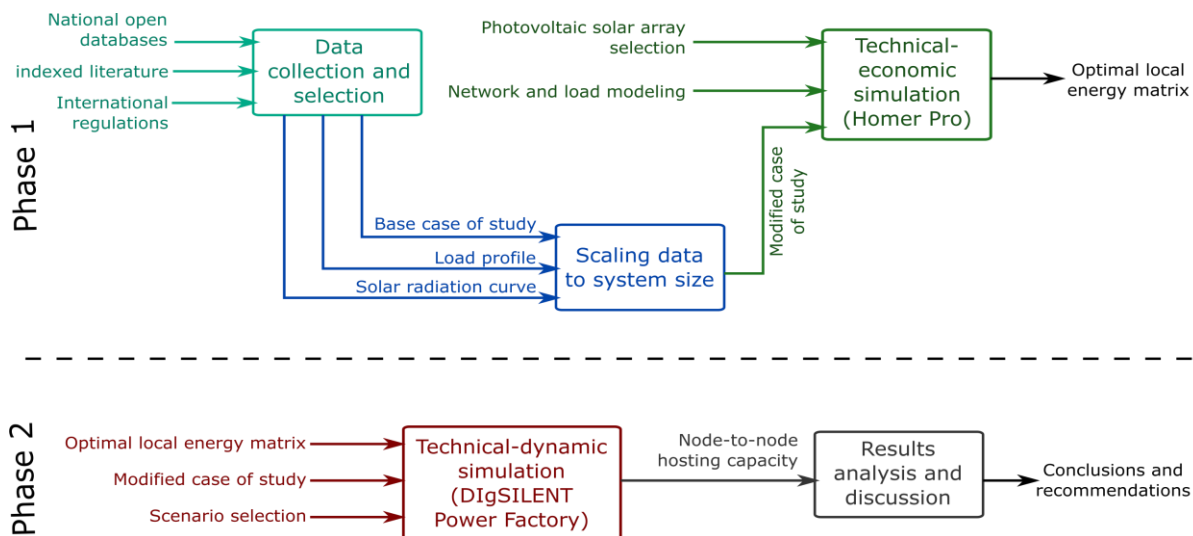 Phase 1
National open
databases
indexed literature
International
regulations
Data
collection and
selection
Base case of study
Load profile
Solar radiation curve
Scaling data
to system size
Modified case
of study
Photovoltaic solar array
selection
Network and load modeling
Technical-
economic
simulation
(Homer Pro)
Optimal local
energy matrix
Phase 2
Optimal local energy matrix
Modified case of study
Scenario selection
Technical-dynamic
simulation
(DIgSILENT
Power Factory)
Node-to-node
hosting capacity
Results
analysis and
discussion
Conclusions and
recommendations